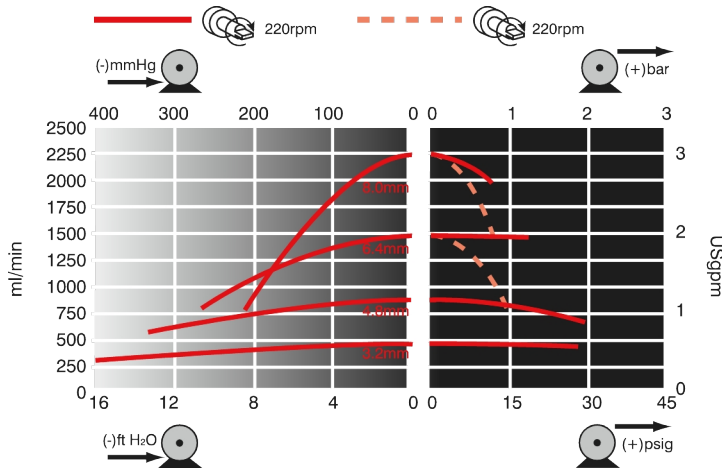 220rpm
220rpm
(-)mmHg
(+)bar
400 300 200 100 0 0 1 2 3
2500
2250
2000
1750
1500
1250
1000
750
500
250
0
ml/min
8.0mm
6.4mm
4.8mm
3.2mm
3
2
1
0
USgpm
16 12 8 4 0 0 15 30 45
(-)ft H₂O
(+)psig